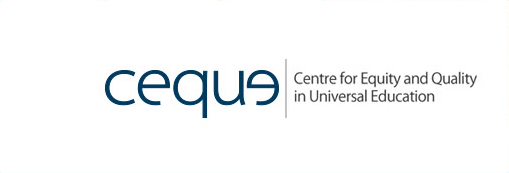 ceque
Centre for Equity and Quality
in Universal Education